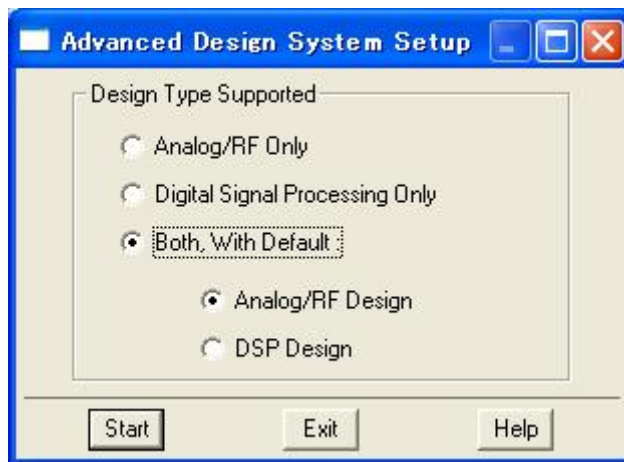 Advanced Design System Setup
Design Type Supported
Analog/RF Only
Digital Signal Processing Only
Both, With Default :
Analog/RF Design
DSP Design
Start Exit Help